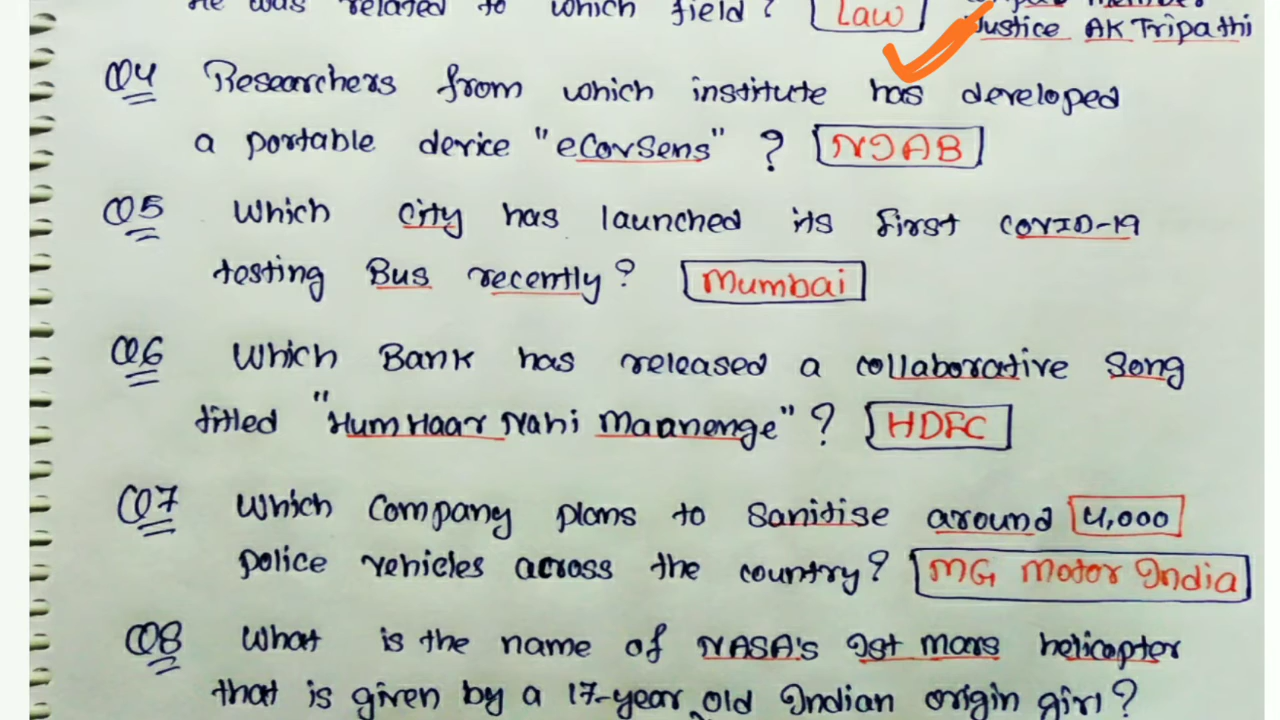 He was related to which field? Law
Justice AK Tripathi
Q4 Researchers from which institute has developed
a portable device "eCovSens" ? NIAB
Q5 Which city has launched its first COVID-19
testing Bus recently? Mumbai
Q6 Which Bank has released a collaborative Song
titled "Hum Haar Nahi Maanenge" ? HDFC
Q7 Which Company plans to Sanitise around 4,000
police vehicles across the country? MG Motor India
Q8 What is the name of NASA's 1st mars helicopter
that is given by a 17-year old Indian origin girl?